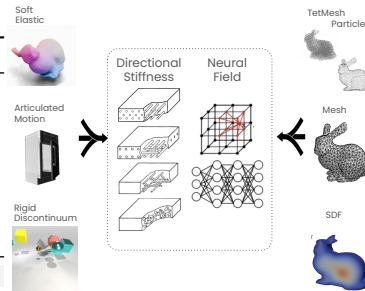 Soft
Elastic
Articulated
Motion
Rigid
Discontinuum
Directional
Stiffness
Neural
Field
TetMesh
Particle
Mesh
SDF